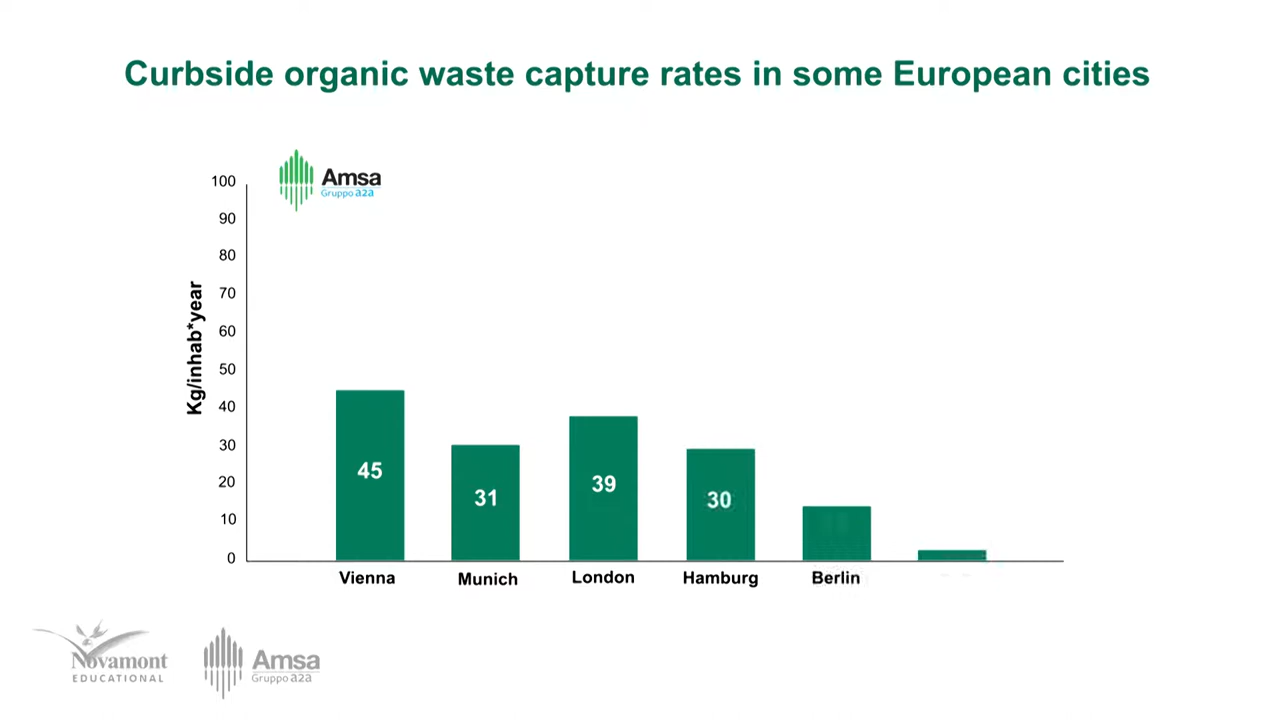 Curbside organic waste capture rates in some European cities
Amsa
Gruppo a2a
Kg/inhab*year
100
90
80
70
60
50
40
30
20
10
0
45
31
39
30
Vienna
Munich
London
Hamburg
Berlin
Novamont
EDUCATIONAL
Amsa
Gruppo a2a